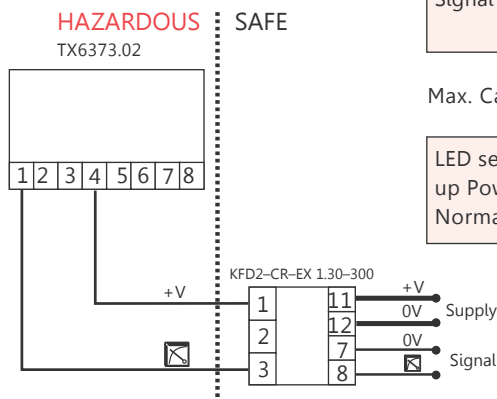 HAZARDOUS
SAFE
TX6373.02
1 2 3 4 5 6 7 8
KFD2–CR–EX 1.30–300
+V
1
2
3
11
12
7
8
+V
0V
Supply
0V
Signal
Signal
Max. Ca
LED se
up Pow
Norma